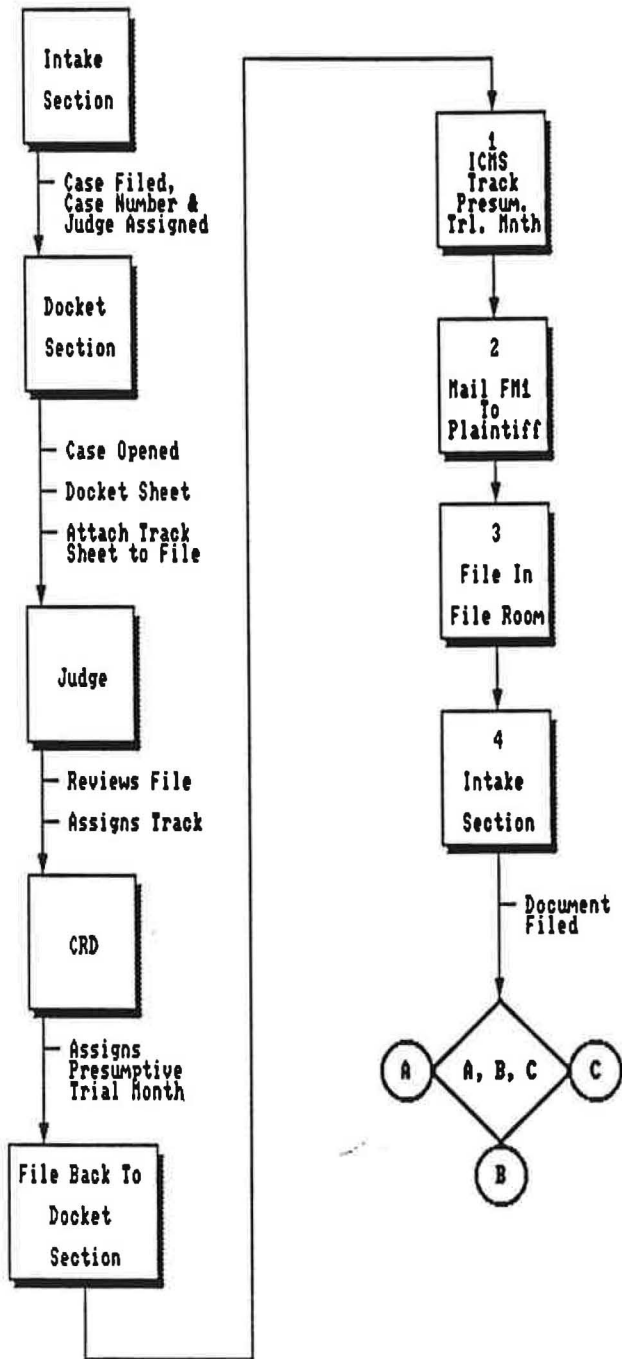 Intake
Section
Case Filed,
Case Number &
Judge Assigned
Docket
Section
Case Opened
Docket Sheet
Attach Track
Sheet to File
Judge
Reviews File
Assigns Track
CRD
Assigns
Presumptive
Trial Month
File Back To
Docket
Section
1
ICMS
Track
Presum.
Trl. Mnth
2
Mail FM1
To
Plaintiff
3
File In
File Room
4
Intake
Section
Document
Filed
A
A, B, C
C
B